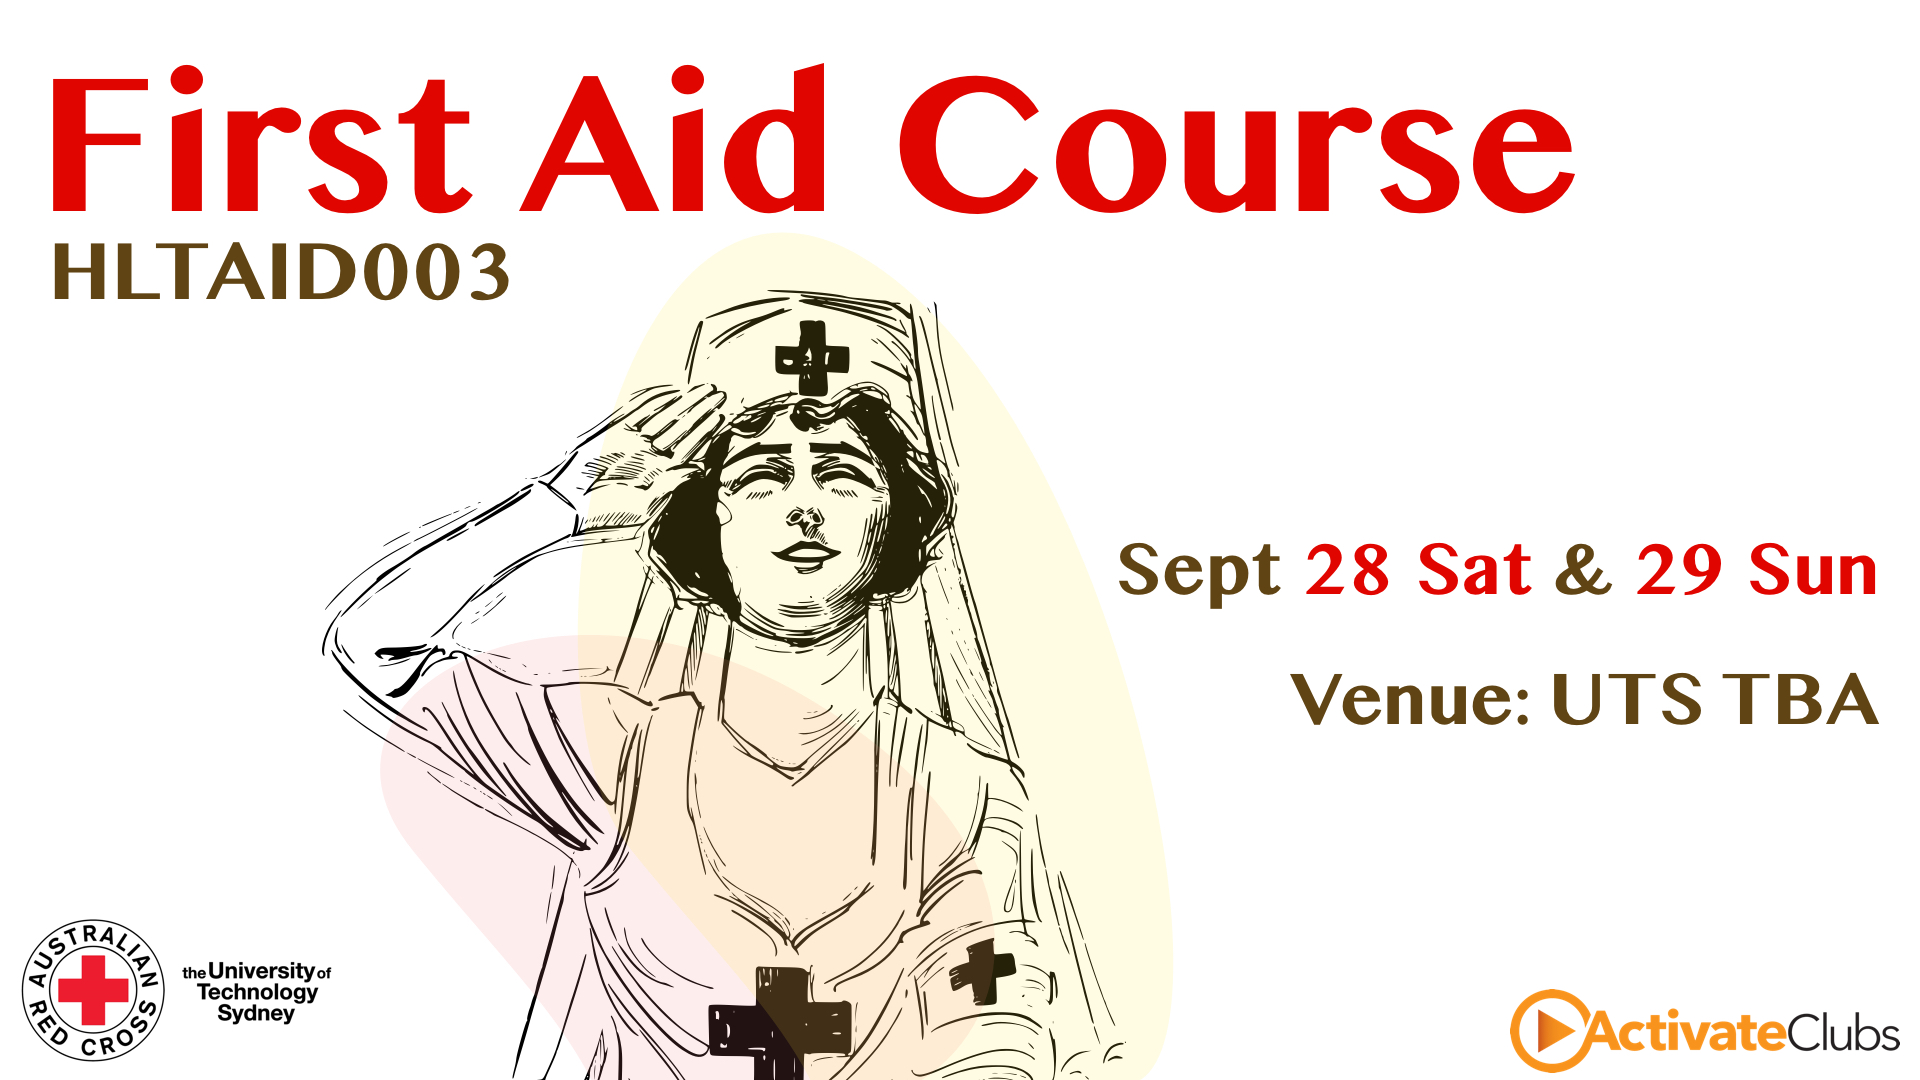 First Aid Course
HLTAID003
Sept 28 Sat & 29 Sun
Venue: UTS TBA
AUSTRALIAN RED CROSS
the University of
Technology
Sydney
ActivateClubs